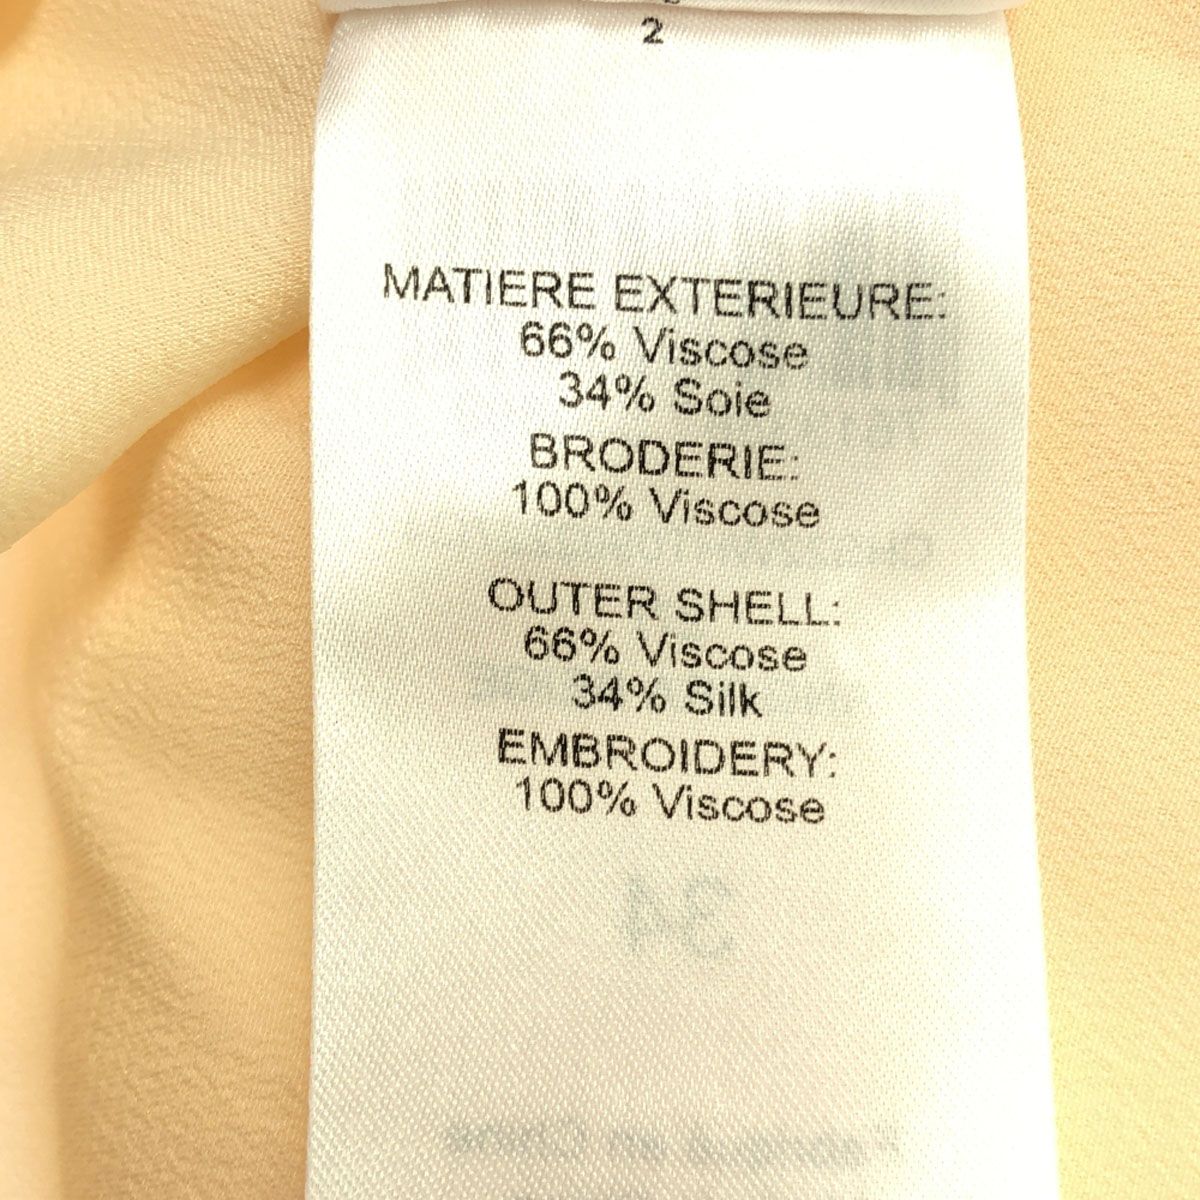 2
MATIERE EXTERIEURE:
66% Viscose
34% Soie
BRODERIE:
100% Viscose
OUTER SHELL:
66% Viscose
34% Silk
EMBROIDERY:
100% Viscose
34